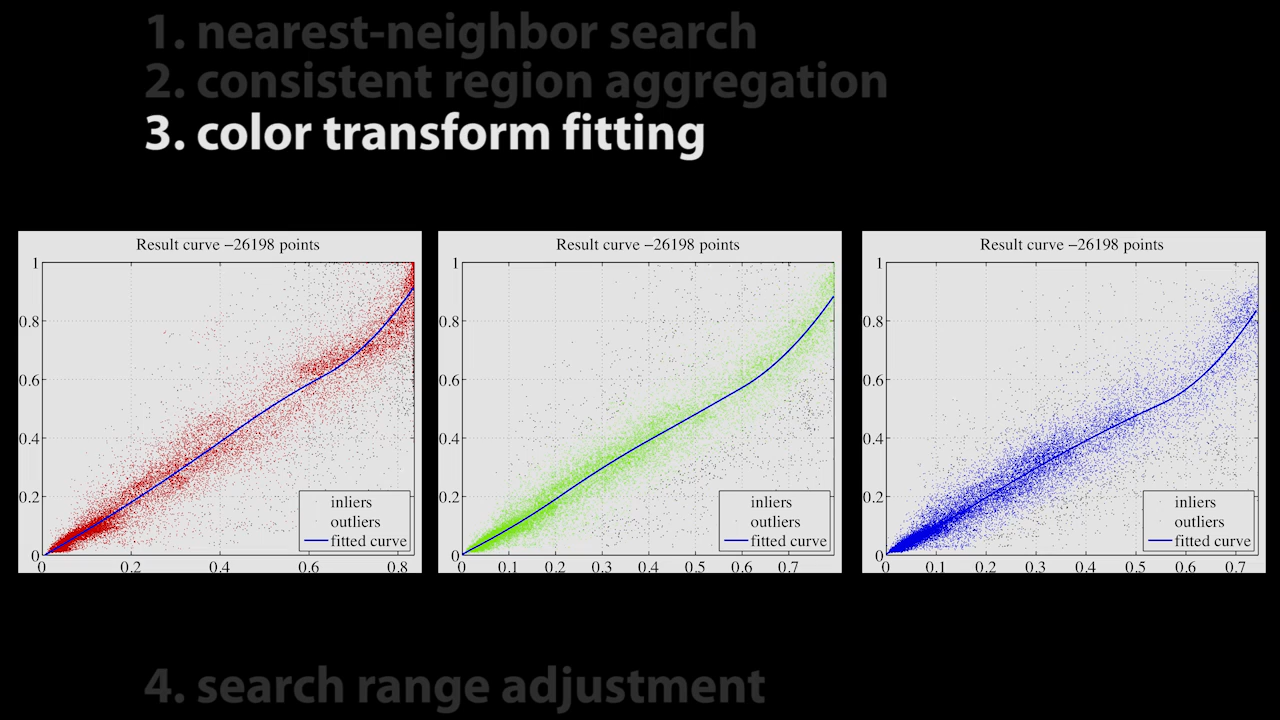 1. nearest-neighbor search
2. consistent region aggregation
3. color transform fitting
Result curve −26198 points
1
0.8
0.6
0.4
0.2
0
0 0.2 0.4 0.6 0.8
inliers
outliers
fitted curve
Result curve −26198 points
1
0.8
0.6
0.4
0.2
0
0 0.1 0.2 0.3 0.4 0.5 0.6 0.7
inliers
outliers
fitted curve
Result curve −26198 points
1
0.8
0.6
0.4
0.2
0
0 0.1 0.2 0.3 0.4 0.5 0.6 0.7
inliers
outliers
fitted curve
4. search range adjustment